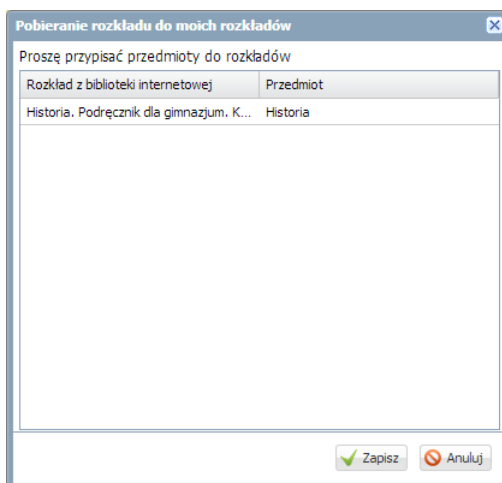 Pobieranie rozkładu do moich rozkładów
Proszę przypisać przedmioty do rozkładów
Rozkład z biblioteki internetowej Przedmiot
Historia. Podręcznik dla gimnazjum. K... Historia
Zapisz Anuluj